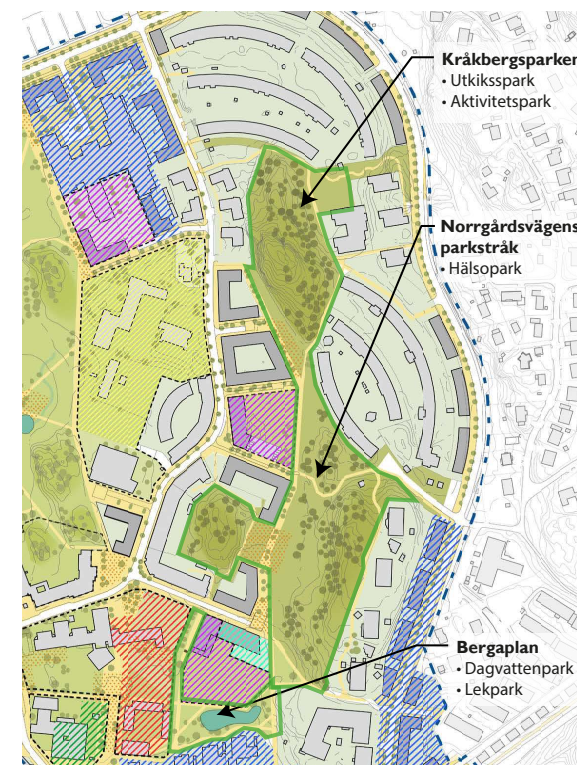 Kråkbergsparken
• Utkiksspark
• Aktivitetspark
Norrgårdsvägens
parkstråk
• Hälsopark
Bergaplan
• Dagvattenpark
• Lekpark